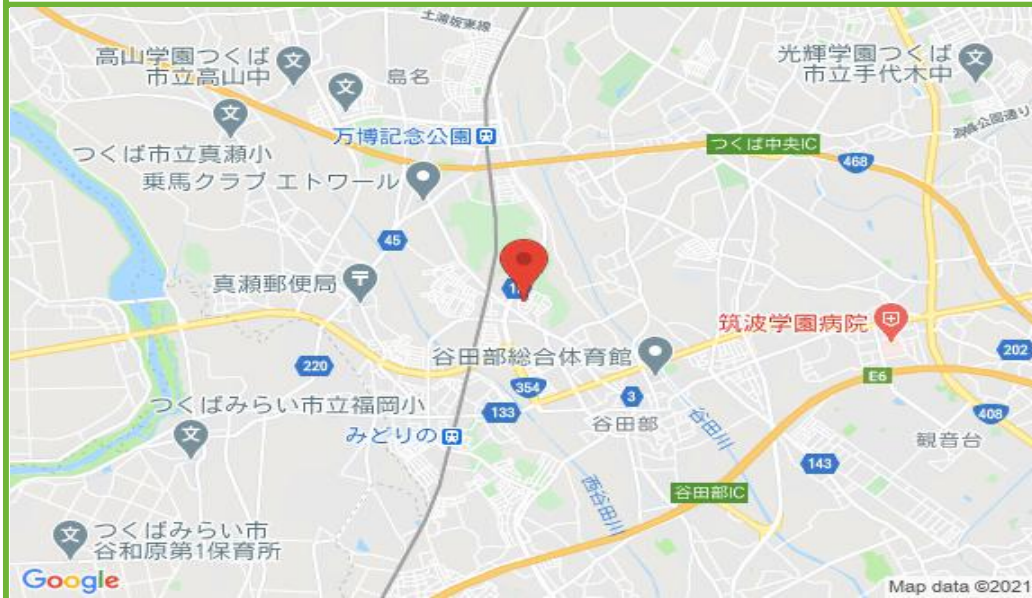 土浦坂東線
高山学園つくば
市立高山中
島名
光輝学園つくば
市立手代木中
万博記念公園
つくば中央IC
468
つくば市立真瀬小
乗馬クラブ エトワール
45
真瀬郵便局
筑波学園病院
谷田部総合体育館
202
220
E6
354
3
408
つくばみらい市立福岡小
133
谷田部
谷田川
みどりの
観音台
143
西谷田川
谷田部IC
つくばみらい市
谷和原第1保育所
Google
Map data ©2021